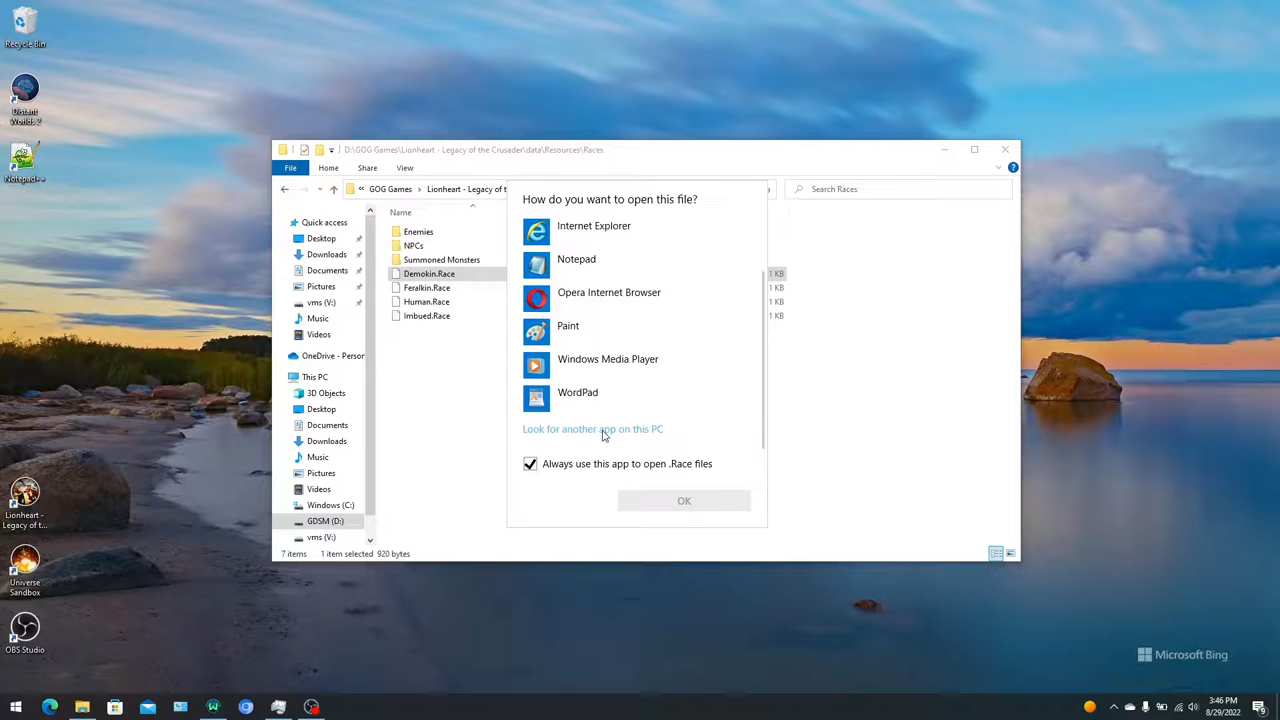 Recycle Bin
Distant
Worlds 2
Notepad++
Lionheart -
Legacy of t...
Universe
Sandbox
OBS Studio
D:\GOG Games\Lionheart - Legacy of the Crusader\data\Resources\Races
File
Home
Share
View
GOG Games
Lionheart - Legacy of t
Search Races
Quick access
Desktop
Downloads
Documents
Pictures
vms (V:)
Music
Videos
OneDrive - Person
This PC
3D Objects
Desktop
Documents
Downloads
Music
Pictures
Videos
Windows (C:)
GDSM (D:)
vms (V:)
Name
Enemies
NPCs
Summoned Monsters
Demokin.Race
1 KB
Feralkin.Race
1 KB
Human.Race
1 KB
Imbued.Race
1 KB
How do you want to open this file?
Internet Explorer
Notepad
Opera Internet Browser
Paint
Windows Media Player
WordPad
Look for another app on this PC
Always use this app to open .Race files
OK
7 items
1 item selected 920 bytes
Microsoft Bing
3:46 PM
8/29/2022